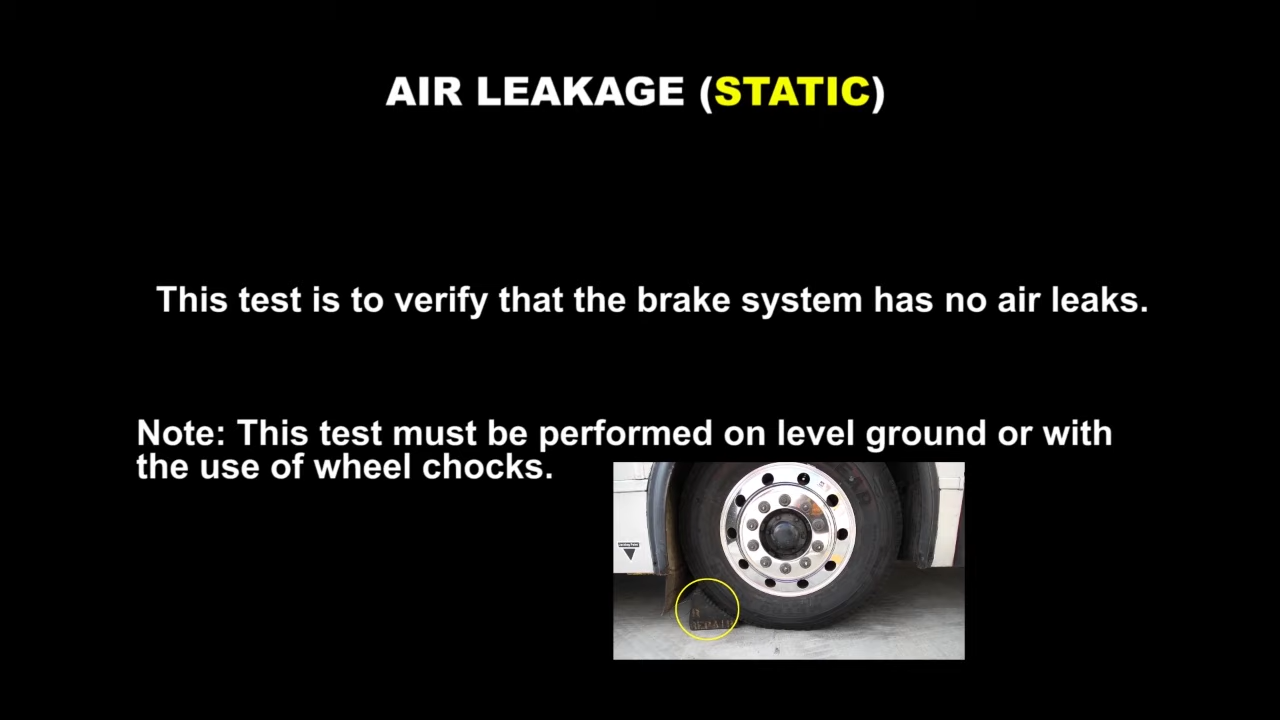 AIR LEAKAGE (STATIC)
This test is to verify that the brake system has no air leaks.
Note: This test must be performed on level ground or with
the use of wheel chocks.
REPAIR